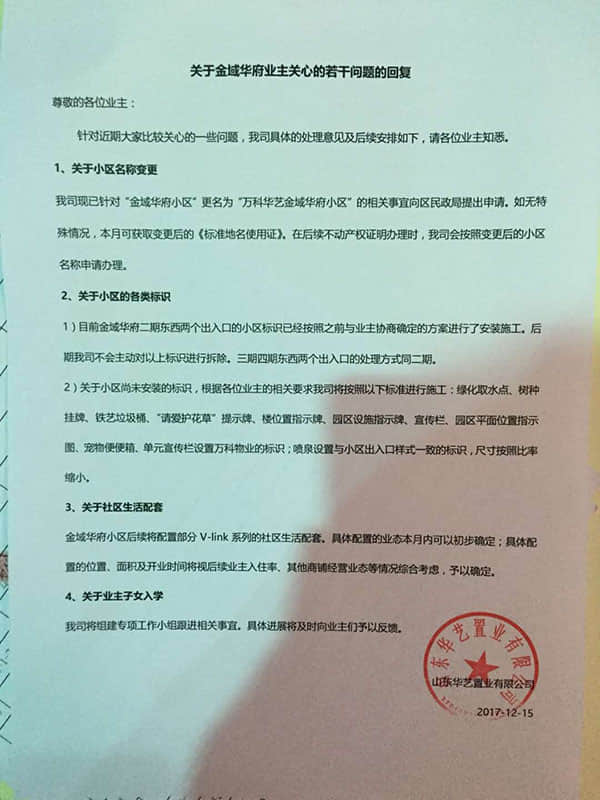 关于金域华府业主关心的若干问题的回复
尊敬的各位业主：
针对近期大家比较关心的一些问题，我司具体的处理意见及后续安排如下，请各位业主知悉。
1、关于小区名称变更
我司现已针对“金域华府小区”更名为“万科华艺金域华府小区”的相关事宜向区民政局提出申请。如无特
殊情况，本月可获取变更后的《标准地名使用证》。在后续不动产权证明办理时，我司会按照变更后的小区
名称申请办理。
2、关于小区的各类标识
1）目前金域华府二期东西两个出入口的小区标识已经按照之前与业主协商确定的方案进行了安装施工。后
期我司不会主动对以上标识进行拆除。三期四期东西两个出入口的处理方式同二期。
2）关于小区尚未安装的标识，根据各位业主的相关要求我司将按照以下标准进行施工：绿化取水点、树种
挂牌、铁艺垃圾桶、“请爱护花草”提示牌、楼位置指示牌、园区设施指示牌、宣传栏、园区平面位置指示
图、宠物便便箱、单元宣传栏设置万科物业的标识；喷泉设置与小区出入口样式一致的标识，尺寸按照比率
缩小。
3、关于社区生活配套
金域华府小区后续将配置部分 V-link 系列的社区生活配套。具体配置的业态本月内可以初步确定；具体配
置的位置、面积及开业时间将视后续业主入住率、其他商铺经营业态等情况综合考虑，予以确定。
4、关于业主子女入学
我司将组建专项工作小组跟进相关事宜。具体进展将及时向业主们予以反馈。
山东华艺置业有限公司
山东华艺置业有限公司
2017-12-15